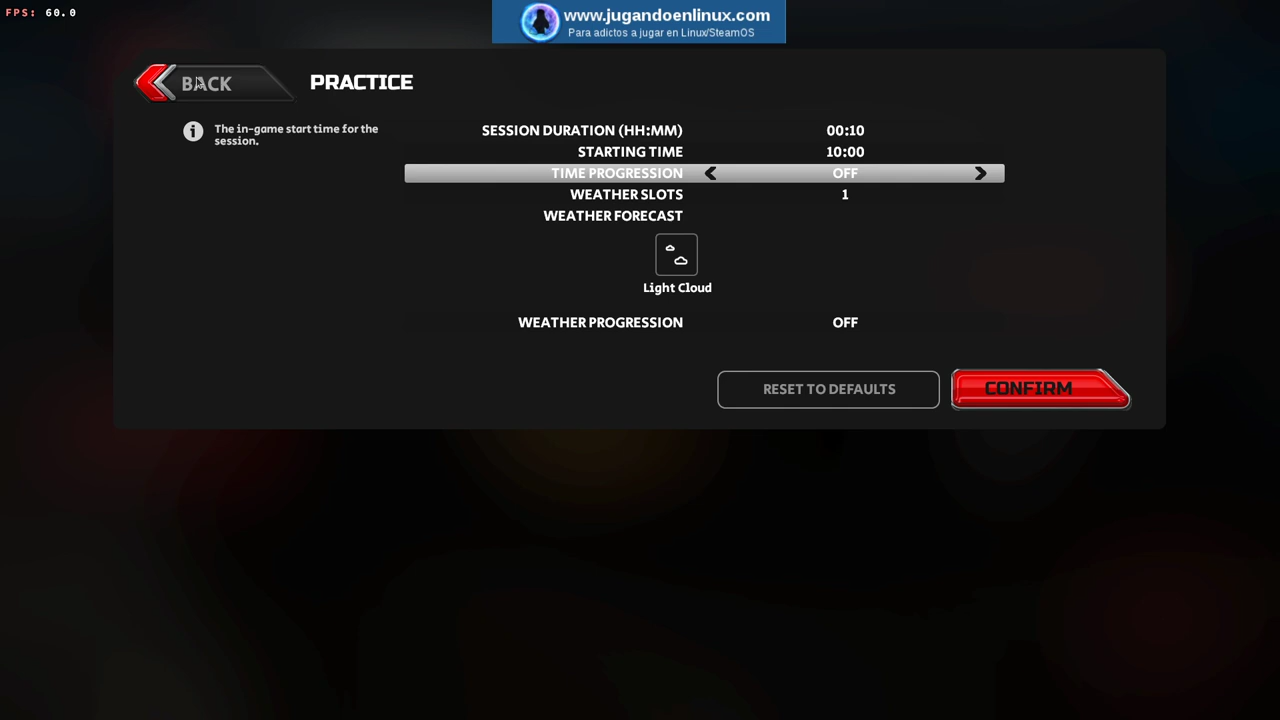 FPS: 60.0
www.jugandoenlinux.com
Para adictos a jugar en Linux/SteamOS
BACK
PRACTICE
The in-game start time for the
session.
SESSION DURATION (HH:MM) 00:10
STARTING TIME 10:00
TIME PROGRESSION OFF
WEATHER SLOTS 1
WEATHER FORECAST
Light Cloud
WEATHER PROGRESSION OFF
RESET TO DEFAULTS
CONFIRM